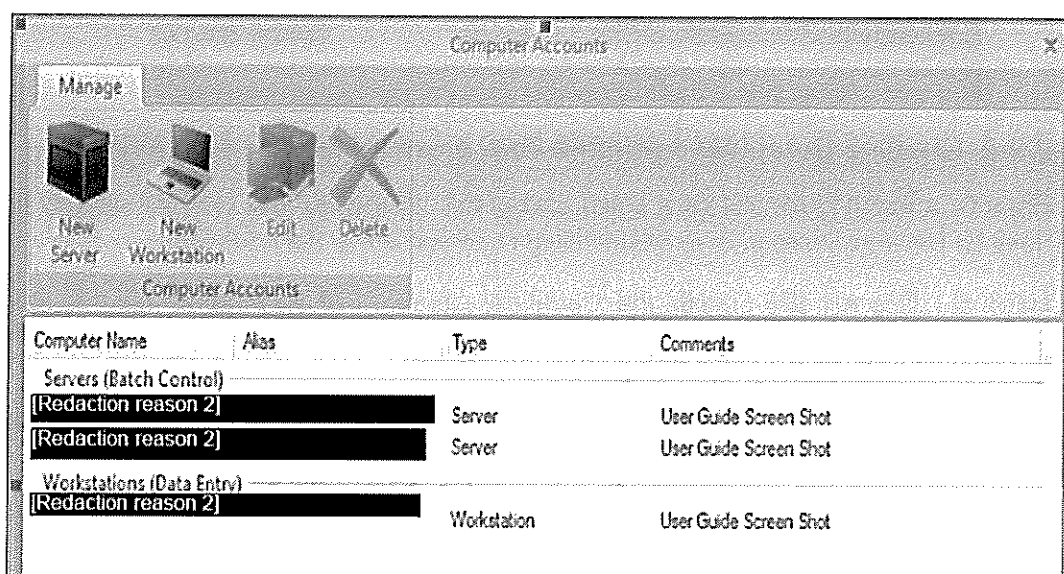 Computer Accounts
Manage
New Server
New Workstation
Edit
Delete
Computer Accounts
Computer Name Alias Type Comments
Servers (Batch Control)
[Redaction reason 2] Server User Guide Screen Shot
[Redaction reason 2] Server User Guide Screen Shot
Workstations (Data Entry)
[Redaction reason 2] Workstation User Guide Screen Shot